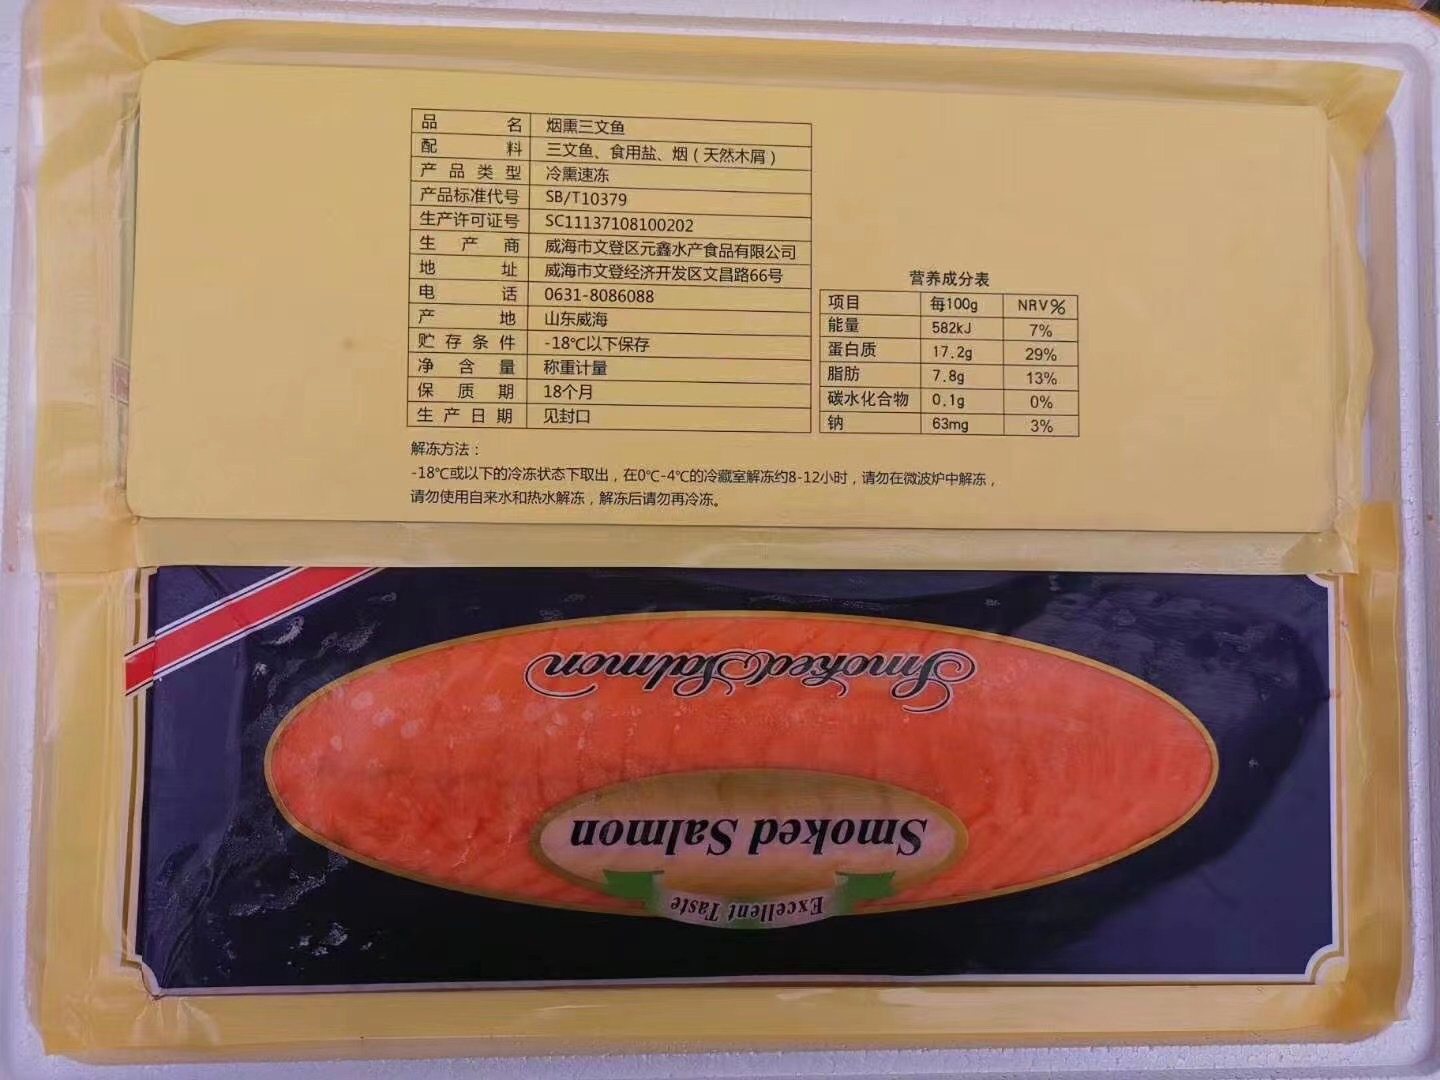 品名 烟熏三文鱼
配料 三文鱼、食用盐、烟(天然木屑)
产品类型 冷熏速冻
产品标准代号 SB/T10379
生产许可证号 SC11137108100202
生产商 威海市文登区元鑫水产食品有限公司
地址 威海市文登经济开发区文昌路66号
电话 0631-8086088
产地 山东威海
贮存条件 -18℃以下保存
净含量 称重计量
保质期 18个月
生产日期 见封口
营养成分表
项目 每100g NRV%
能量 582kJ 7%
蛋白质 17.2g 29%
脂肪 7.8g 13%
碳水化合物 0.1g 0%
钠 63mg 3%
解冻方法：
-18℃或以下的冷冻状态下取出，在0℃-4℃的冷藏室解冻约8-12小时，请勿在微波炉中解冻，
请勿使用自来水和热水解冻，解冻后请勿再冷冻。
Smoked Salmon
Smoked Salmon
Excellent Taste